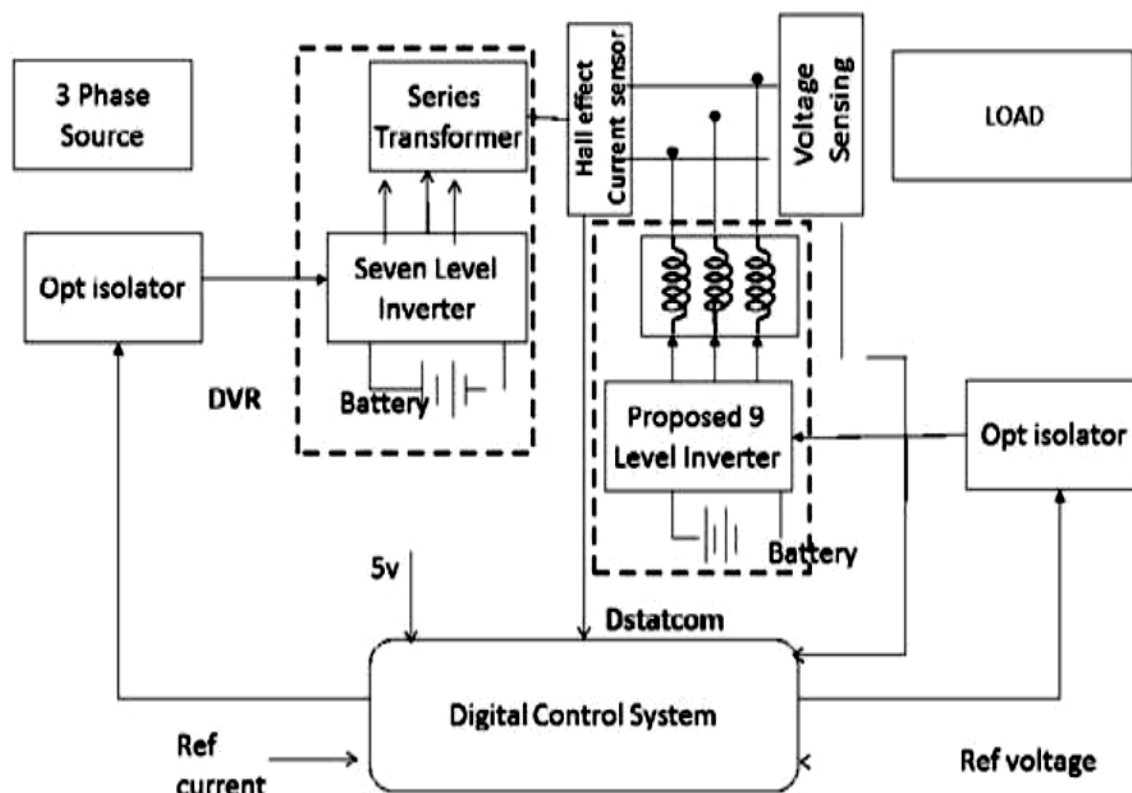 3 Phase
Source
Series
Transformer
Hall effect
Current sensor
Voltage
Sensing
LOAD
Opt isolator
Seven Level
Inverter
DVR
Battery
Proposed 9
Level Inverter
Opt isolator
Battery
5v
Dstatcom
Digital Control System
Ref
current
Ref voltage